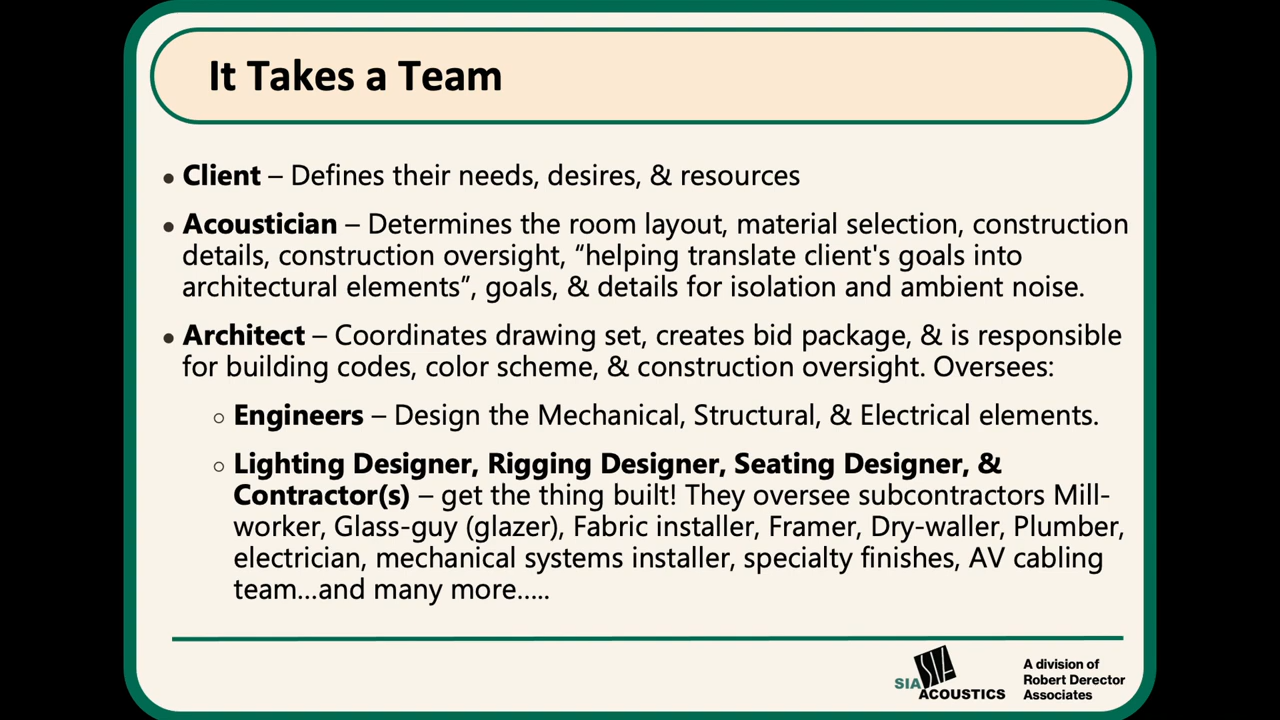 It Takes a Team
• Client – Defines their needs, desires, & resources
• Acoustician – Determines the room layout, material selection, construction
details, construction oversight, “helping translate client's goals into
architectural elements”, goals, & details for isolation and ambient noise.
• Architect – Coordinates drawing set, creates bid package, & is responsible
for building codes, color scheme, & construction oversight. Oversees:
○ Engineers – Design the Mechanical, Structural, & Electrical elements.
○ Lighting Designer, Rigging Designer, Seating Designer, &
Contractor(s) – get the thing built! They oversee subcontractors Mill-
worker, Glass-guy (glazer), Fabric installer, Framer, Dry-waller, Plumber,
electrician, mechanical systems installer, specialty finishes, AV cabling
team...and many more.....
SIA
SIA
ACOUSTICS
A division of
Robert Derector
Associates